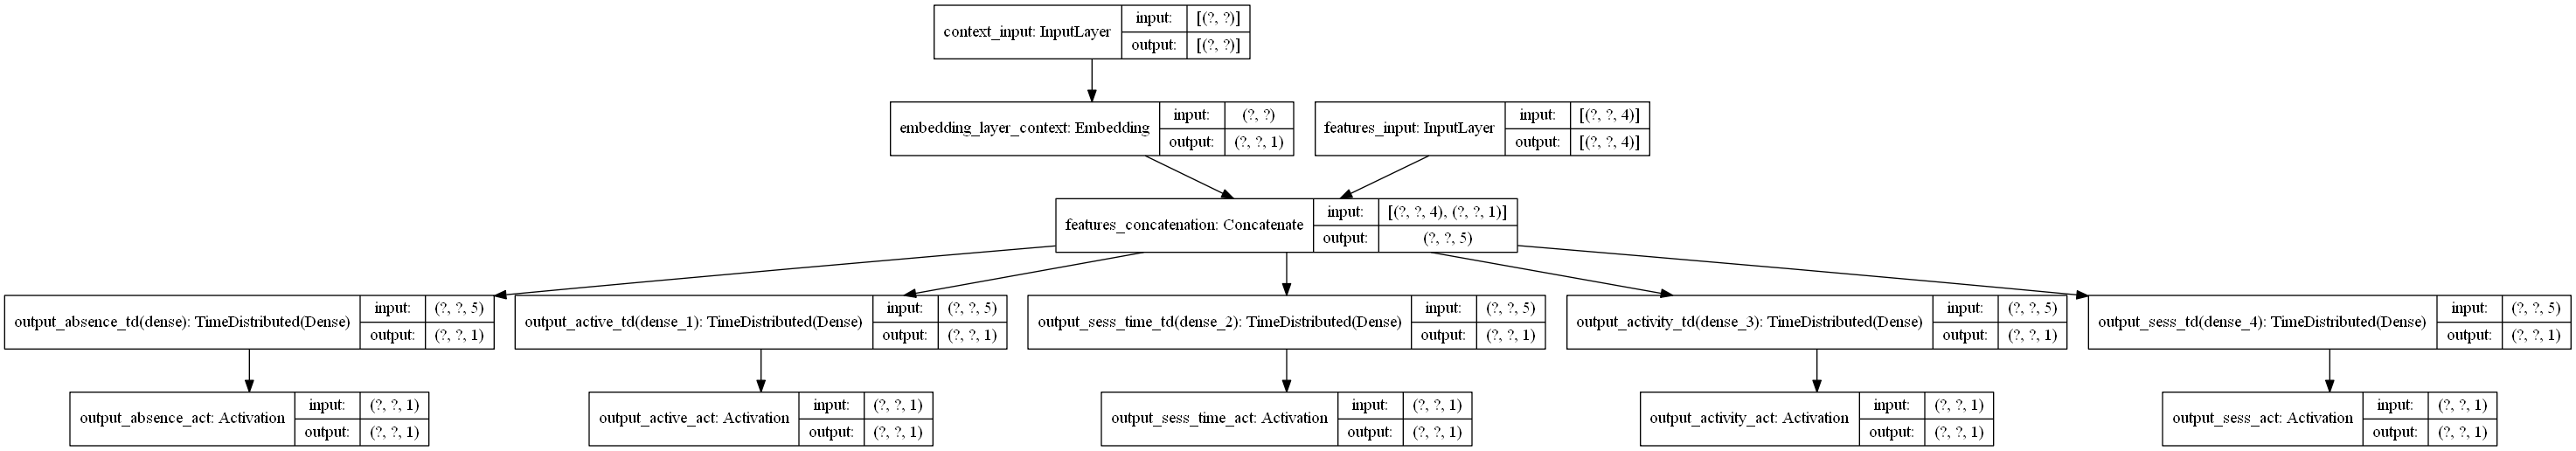 context_input: InputLayer
input:
[(?, ?)]
output:
[(?, ?)]
embedding_layer_context: Embedding
input:
(?, ?)
output:
(?, ?, 1)
features_input: InputLayer
input:
[(?, ?, 4)]
output:
[(?, ?, 4)]
features_concatenation: Concatenate
input:
[(?, ?, 4), (?, ?, 1)]
output:
(?, ?, 5)
output_absence_td(dense): TimeDistributed(Dense)
input:
(?, ?, 5)
output:
(?, ?, 1)
output_active_td(dense_1): TimeDistributed(Dense)
input:
(?, ?, 5)
output:
(?, ?, 1)
output_sess_time_td(dense_2): TimeDistributed(Dense)
input:
(?, ?, 5)
output:
(?, ?, 1)
output_activity_td(dense_3): TimeDistributed(Dense)
input:
(?, ?, 5)
output:
(?, ?, 1)
output_sess_td(dense_4): TimeDistributed(Dense)
input:
(?, ?, 5)
output:
(?, ?, 1)
output_absence_act: Activation
input:
(?, ?, 1)
output:
(?, ?, 1)
output_active_act: Activation
input:
(?, ?, 1)
output:
(?, ?, 1)
output_sess_time_act: Activation
input:
(?, ?, 1)
output:
(?, ?, 1)
output_activity_act: Activation
input:
(?, ?, 1)
output:
(?, ?, 1)
output_sess_act: Activation
input:
(?, ?, 1)
output:
(?, ?, 1)